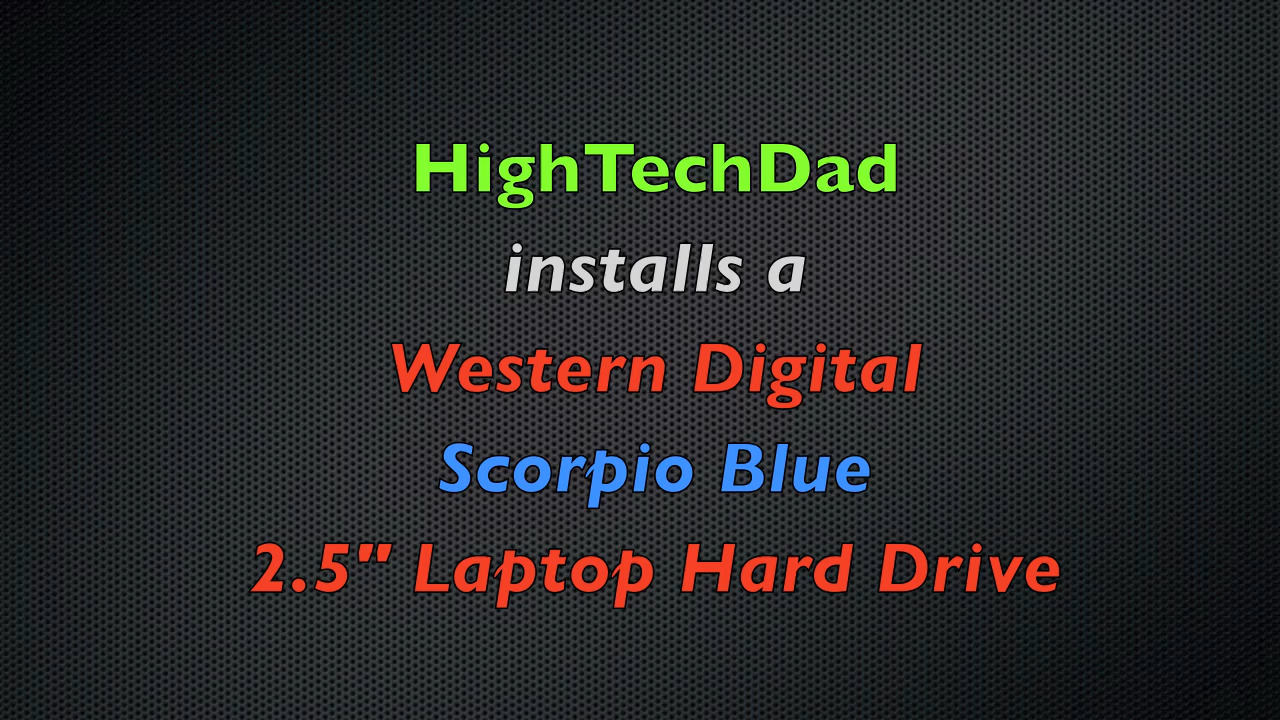 HighTechDad
installs a
Western Digital
Scorpio Blue
2.5" Laptop Hard Drive